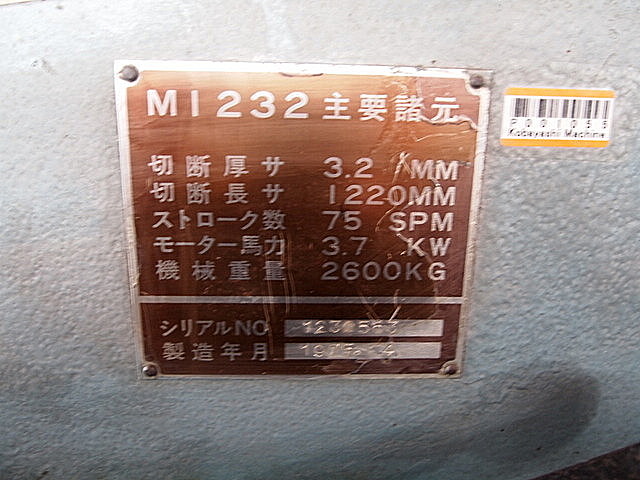 MI232 主要諸元
切断厚サ 3.2 MM
切断長サ 1220MM
ストローク数 75 SPM
モーター馬力 3.7 KW
機械重量 2600KG
シリアルNO
製造年月
P001058
Kobayashi Machine